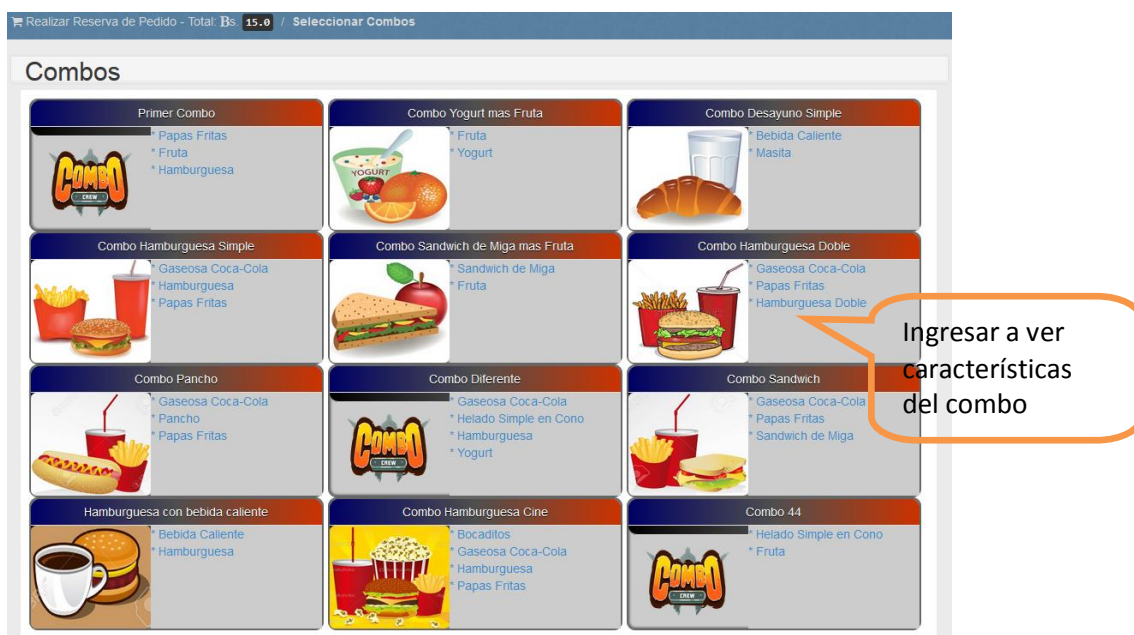 Realizar Reserva de Pedido - Total: Bs. 15.0 / Seleccionar Combos
Combos
Primer Combo
* Papas Fritas
* Fruta
* Hamburguesa
COMBO
CREW
Combo Yogurt mas Fruta
YOGURT
* Fruta
* Yogurt
Combo Desayuno Simple
* Bebida Caliente
* Masita
Combo Hamburguesa Simple
* Gaseosa Coca-Cola
* Hamburguesa
* Papas Fritas
Combo Sandwich de Miga mas Fruta
* Sandwich de Miga
* Fruta
Combo Hamburguesa Doble
* Gaseosa Coca-Cola
* Papas Fritas
* Hamburguesa Doble
Ingresar a ver
características
del combo
Combo Pancho
* Gaseosa Coca-Cola
* Pancho
* Papas Fritas
Combo Diferente
COMBO
CREW
* Gaseosa Coca-Cola
* Helado Simple en Cono
* Hamburguesa
* Yogurt
Combo Sandwich
* Gaseosa Coca-Cola
* Papas Fritas
* Sandwich de Miga
Hamburguesa con bebida caliente
* Bebida Caliente
* Hamburguesa
Combo Hamburguesa Cine
* Bocaditos
* Gaseosa Coca-Cola
* Hamburguesa
* Papas Fritas
Combo 44
COMBO
CREW
* Helado Simple en Cono
* Fruta